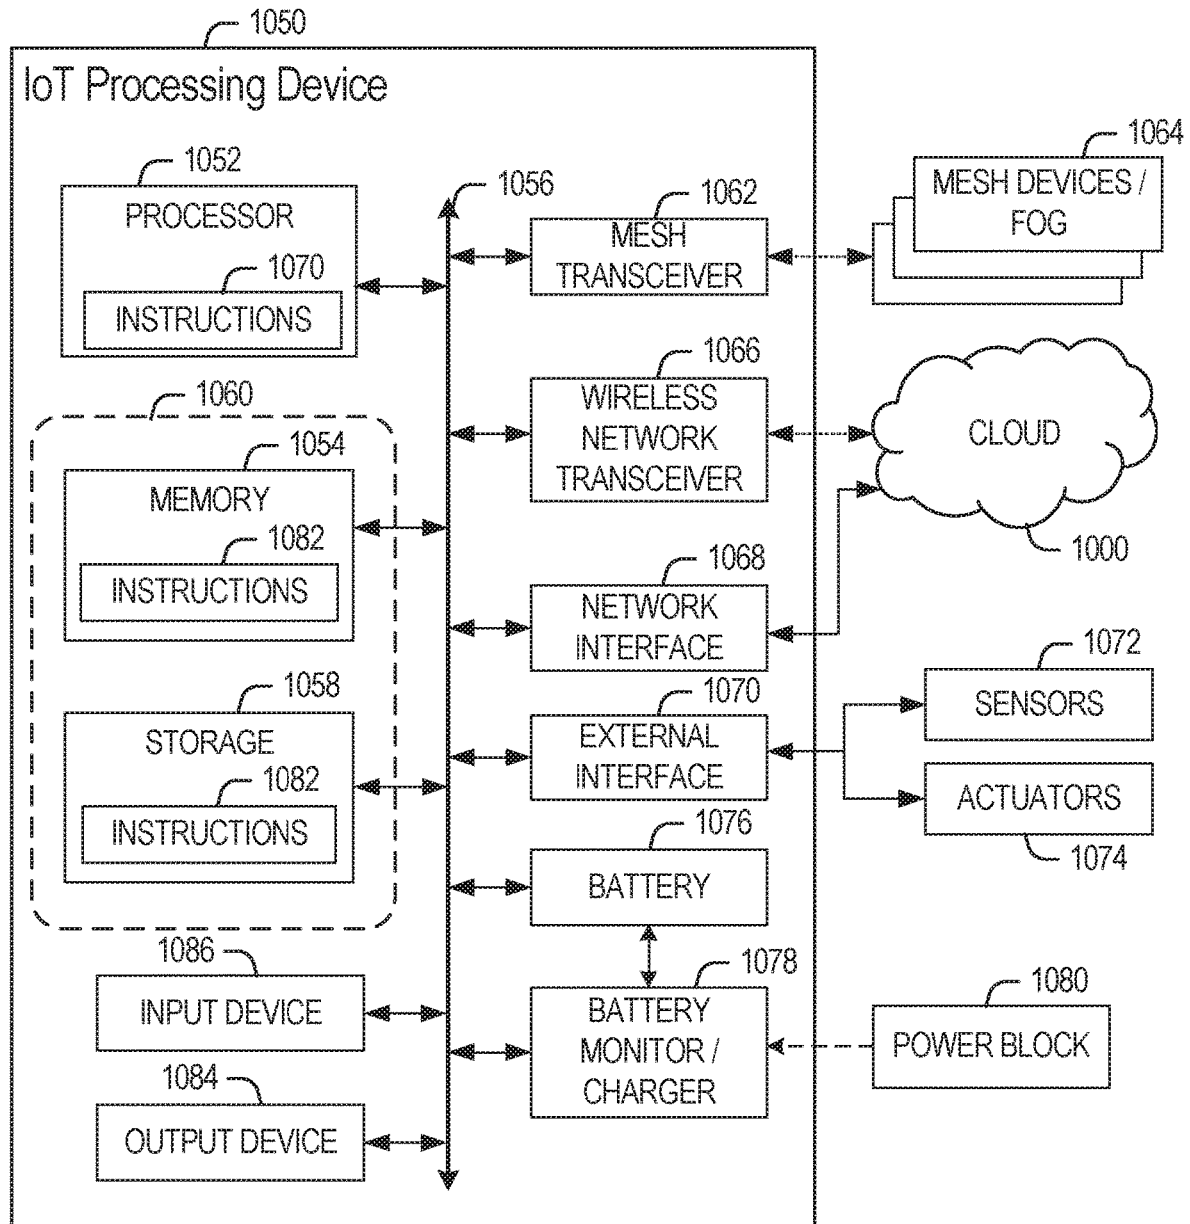 1050
IoT Processing Device
1052
PROCESSOR
1070
INSTRUCTIONS
1060
1054
MEMORY
1082
INSTRUCTIONS
1058
STORAGE
1082
INSTRUCTIONS
1086
INPUT DEVICE
1084
OUTPUT DEVICE
1056
1062
MESH
TRANSCEIVER
1066
WIRELESS
NETWORK
TRANSCEIVER
1068
NETWORK
INTERFACE
1070
EXTERNAL
INTERFACE
1076
BATTERY
1078
BATTERY
MONITOR /
CHARGER
1064
MESH DEVICES /
FOG
CLOUD
1000
1072
SENSORS
ACTUATORS
1074
1080
POWER BLOCK